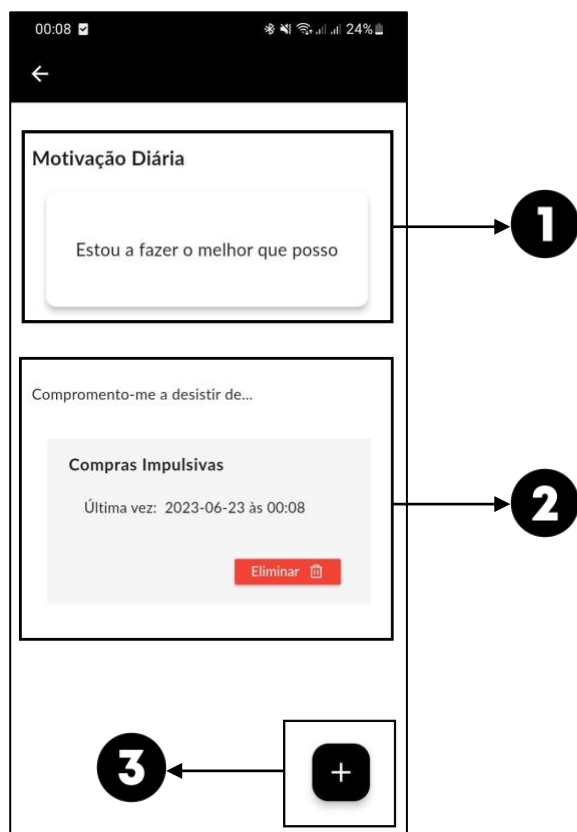 00:08 24%
Motivação Diária
Estou a fazer o melhor que posso
1
Compromento-me a desistir de...
Compras Impulsivas
Última vez: 2023-06-23 às 00:08
2
Eliminar
3
+